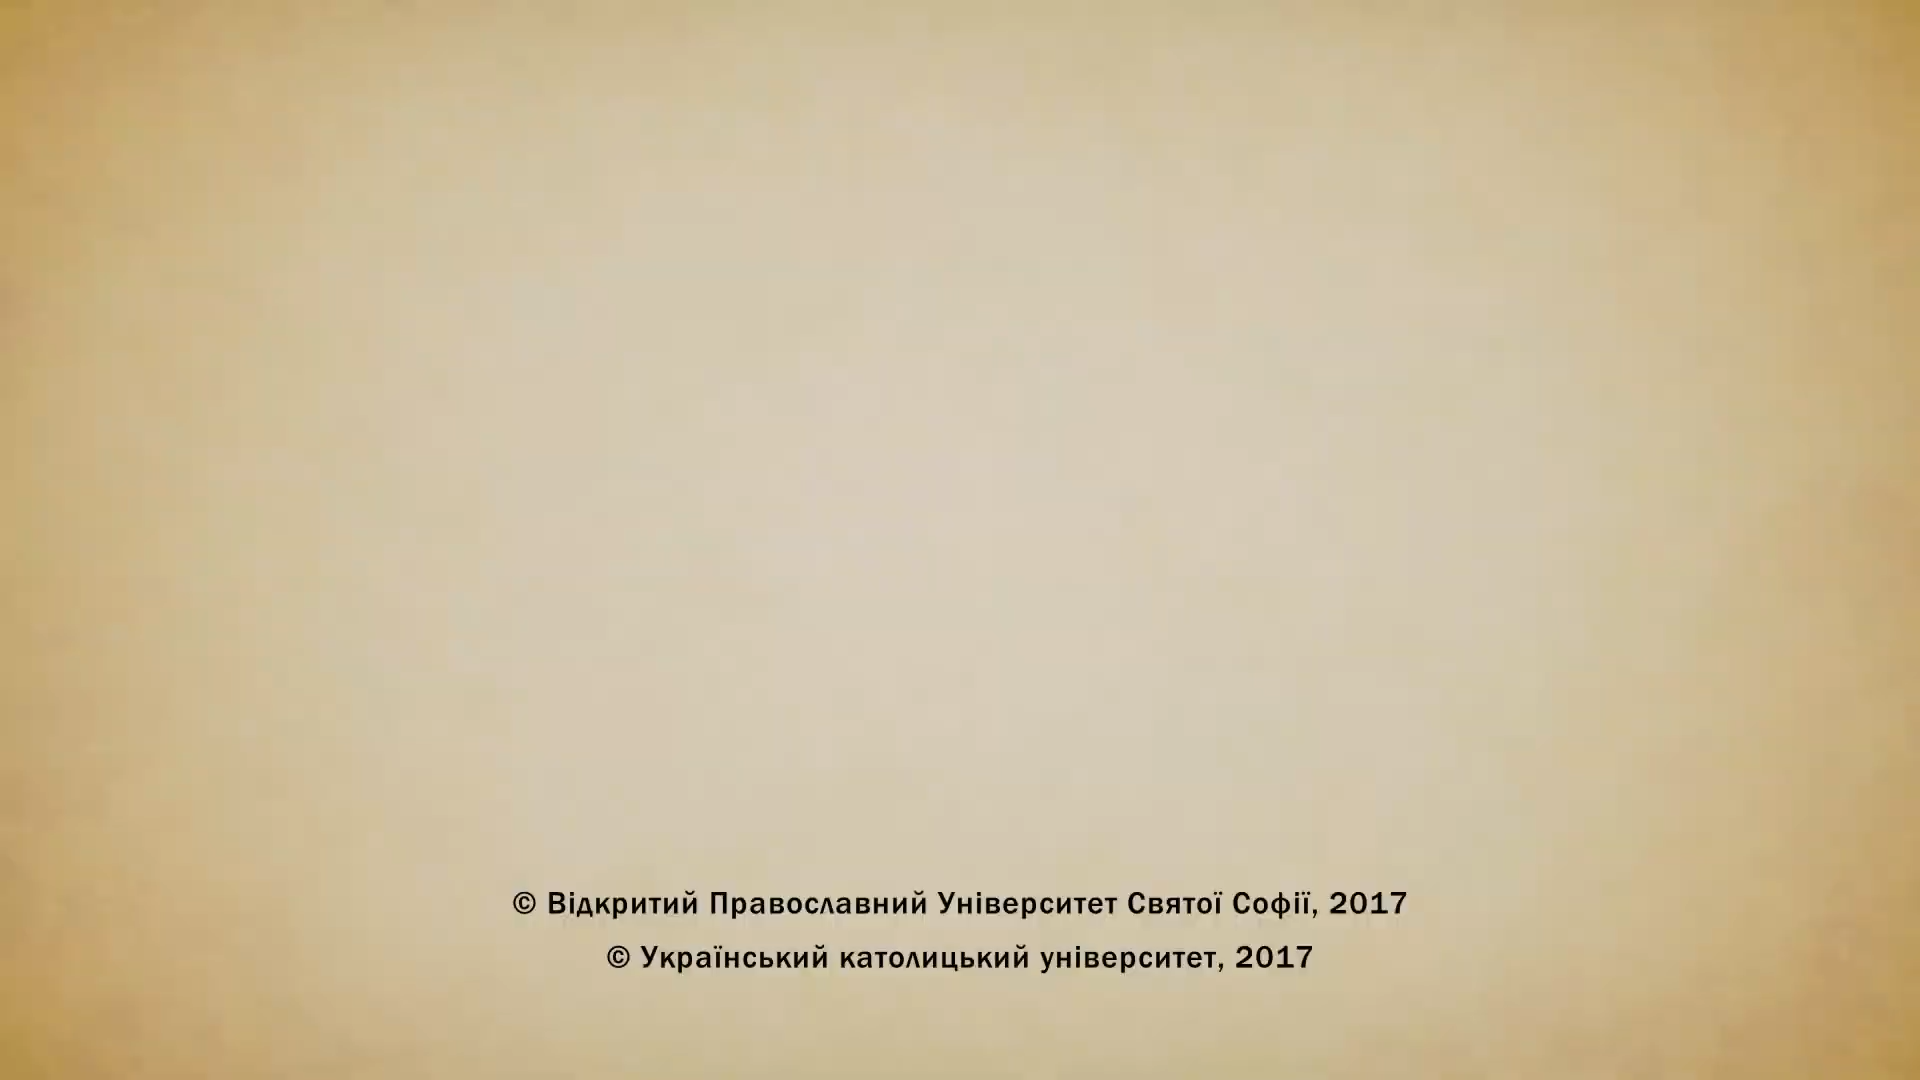 © Відкритий Православний Університет Святої Софії, 2017
© Український католицький університет, 2017